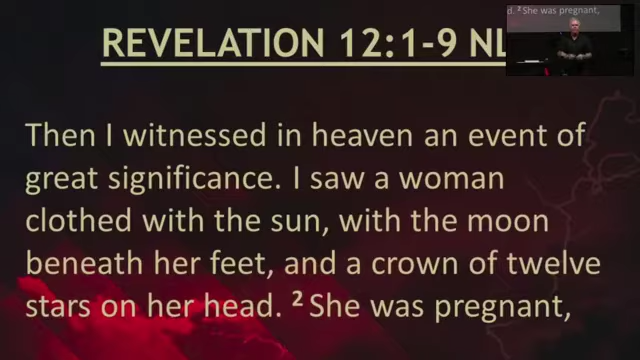 d. ² She was pregnant,
REVELATION 12:1-9 NL
Then I witnessed in heaven an event of
great significance. I saw a woman
clothed with the sun, with the moon
beneath her feet, and a crown of twelve
stars on her head. ² She was pregnant,